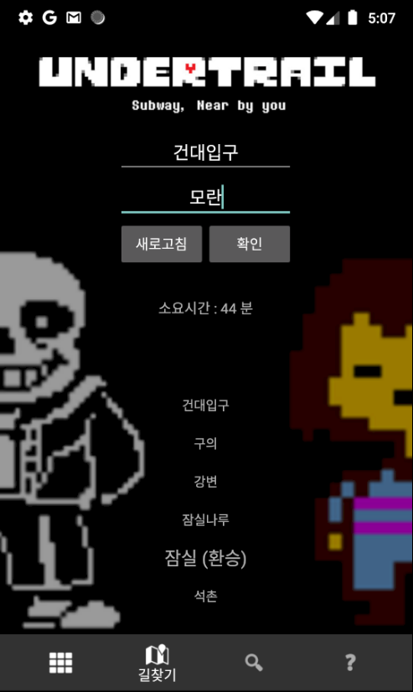 5:07
UNDERTRAIL
Subway, Near by you
건대입구
모란
새로고침 확인
소요시간 : 44 분
건대입구
구의
강변
잠실나루
잠실 (환승)
석촌
길찾기
?